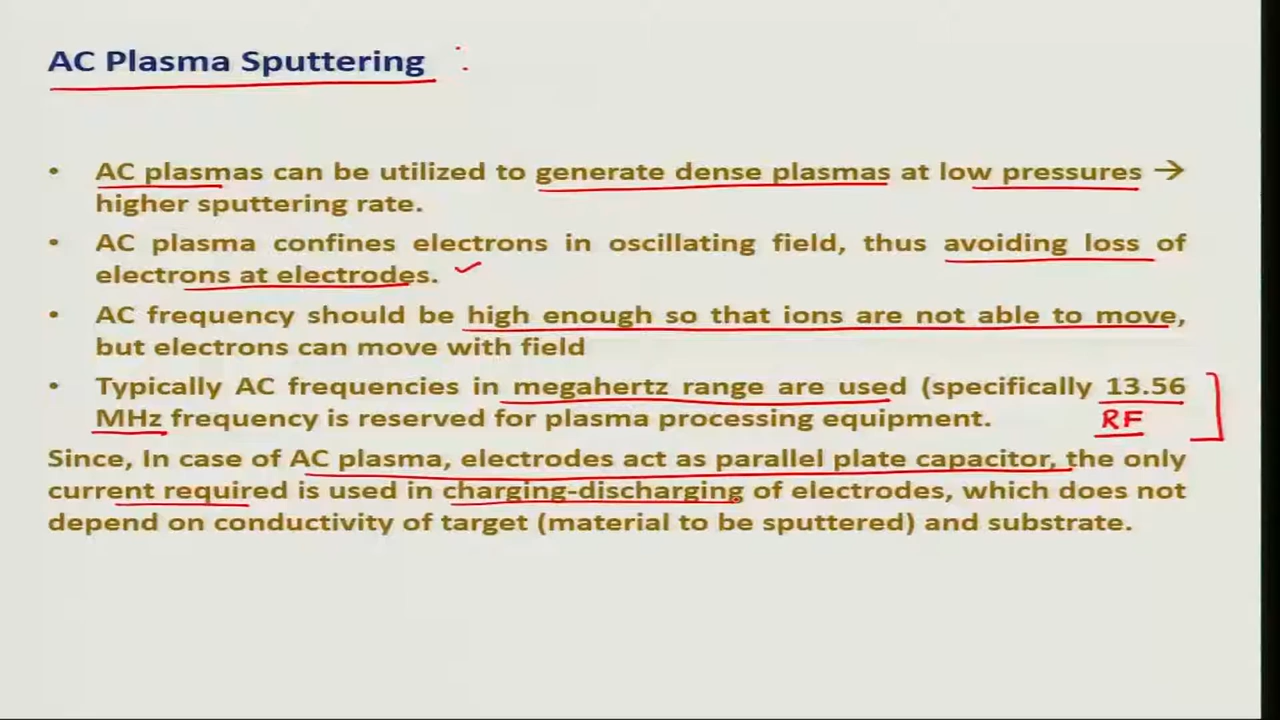 AC Plasma Sputtering :
• AC plasmas can be utilized to generate dense plasmas at low pressures →
higher sputtering rate.
• AC plasma confines electrons in oscillating field, thus avoiding loss of
electrons at electrodes.
• AC frequency should be high enough so that ions are not able to move,
but electrons can move with field
• Typically AC frequencies in megahertz range are used (specifically 13.56
MHz frequency is reserved for plasma processing equipment.
RF
Since, In case of AC plasma, electrodes act as parallel plate capacitor, the only
current required is used in charging-discharging of electrodes, which does not
depend on conductivity of target (material to be sputtered) and substrate.